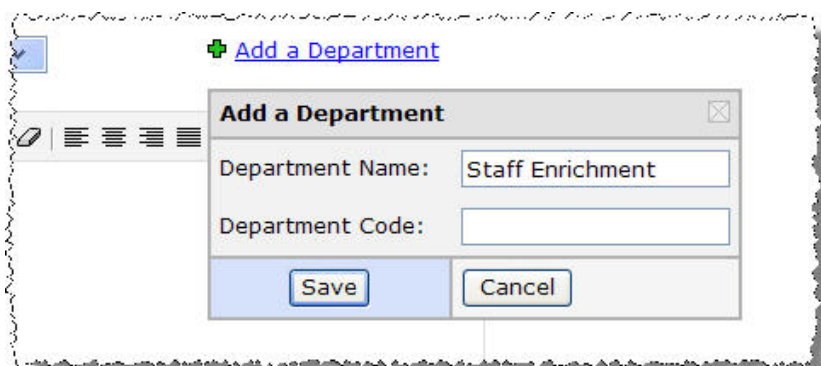 Add a Department
Add a Department
Department Name: Staff Enrichment
Department Code:
Save Cancel